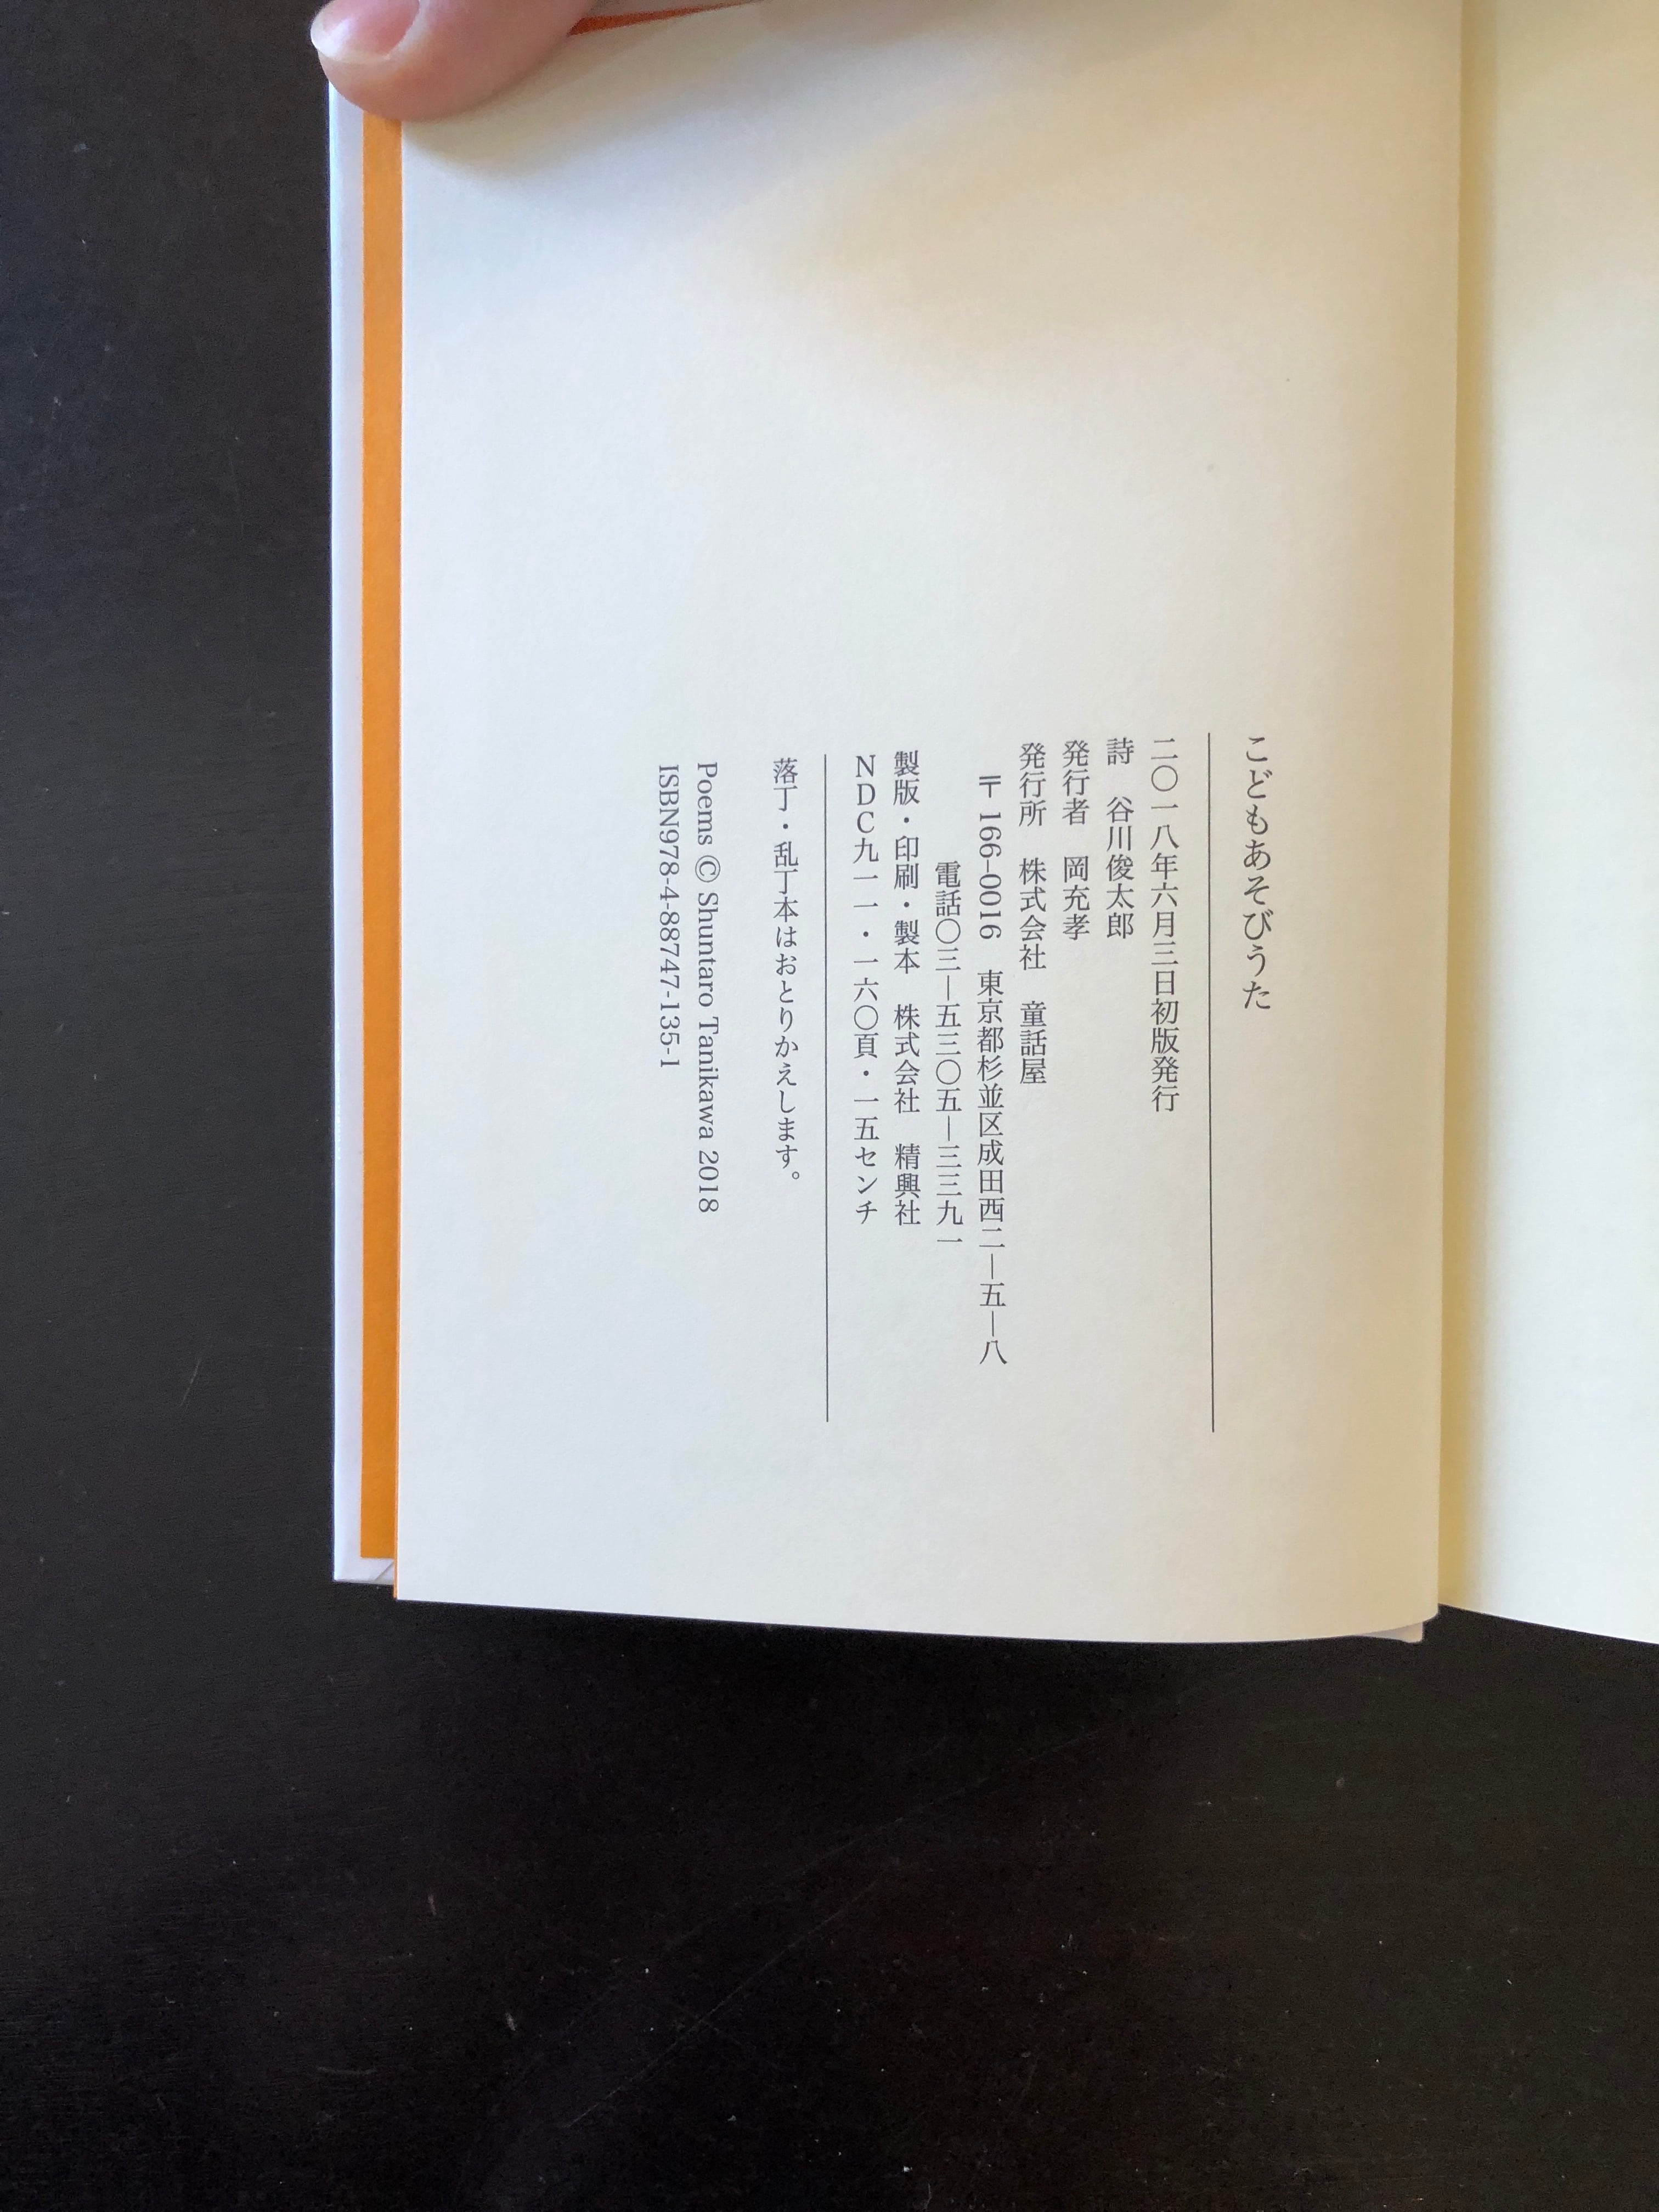 こどもあそびうた
二〇一八年六月三日初版発行
詩　谷川俊太郎
発行者　岡充孝
発行所　株式会社　童話屋
〒166-0016　東京都杉並区成田西二―五―八
電話〇三―五三〇五―三三九一
製版・印刷・製本　株式会社　精興社
NDC九一一・一六〇頁・一五センチ
落丁・乱丁本はおとりかえします。
Poems © Shuntaro Tanikawa 2018
ISBN978-4-88747-135-1